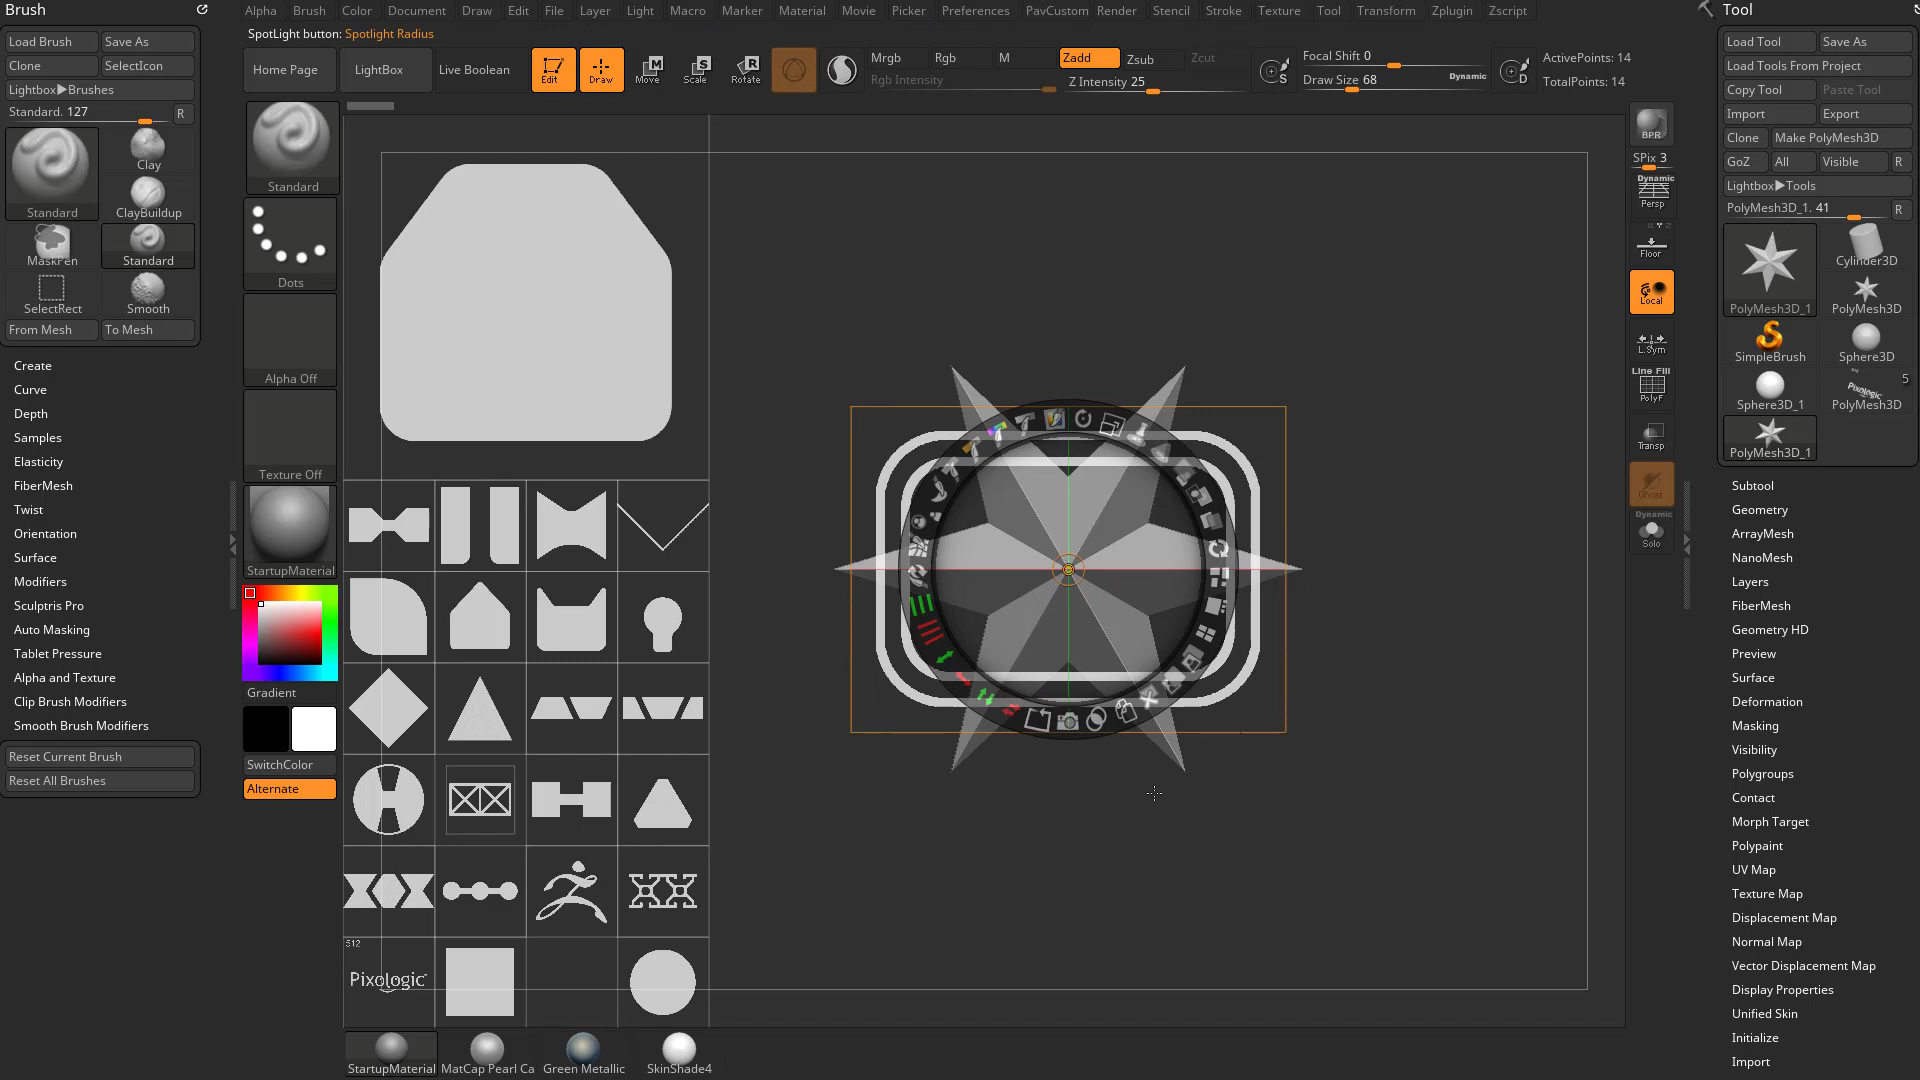 Brush
Alpha Brush Color Document Draw Edit File Layer Light Macro Marker Material Movie Picker Preferences PavCustom Render Stencil Stroke Texture Tool Transform Zplugin Zscript
Tool
SpotLight button: Spotlight Radius
Load Brush Save As
Clone SelectIcon
Lightbox▶Brushes
Standard. 127 R
Clay
Standard ClayBuildup
MaskPen Standard
SelectRect Smooth
From Mesh To Mesh
Create
Curve
Depth
Samples
Elasticity
FiberMesh
Twist
Orientation
Surface
Modifiers
Sculptris Pro
Auto Masking
Tablet Pressure
Alpha and Texture
Clip Brush Modifiers
Smooth Brush Modifiers
Reset Current Brush
Reset All Brushes
Home Page LightBox Live Boolean Edit Draw Move Scale Rotate
M S R
Mrgb Rgb M Zadd Zsub Zcut
Rgb Intensity Z Intensity 25
S Focal Shift 0
Draw Size 68 Dynamic
D ActivePoints: 14
TotalPoints: 14
Standard
Dots
Alpha Off
Texture Off
StartupMaterial
Gradient
SwitchColor
Alternate
512
Pixologic
StartupMaterial MatCap Pearl Ca Green Metallic SkinShade4
BPR
SPix 3
Dynamic
Persp
Floor
Local
L.Sym
Line Fill
PolyF
Transp
Ghost
Dynamic
Solo
Load Tool Save As
Load Tools From Project
Copy Tool Paste Tool
Import Export
Clone Make PolyMesh3D
GoZ All Visible R
Lightbox▶Tools
PolyMesh3D_1. 41 R
Cylinder3D
PolyMesh3D_1 PolyMesh3D
SimpleBrush Sphere3D
5
Pixologic
Sphere3D_1 PolyMesh3D
PolyMesh3D_1
Subtool
Geometry
ArrayMesh
NanoMesh
Layers
FiberMesh
Geometry HD
Preview
Surface
Deformation
Masking
Visibility
Polygroups
Contact
Morph Target
Polypaint
UV Map
Texture Map
Displacement Map
Normal Map
Vector Displacement Map
Display Properties
Unified Skin
Initialize
Import